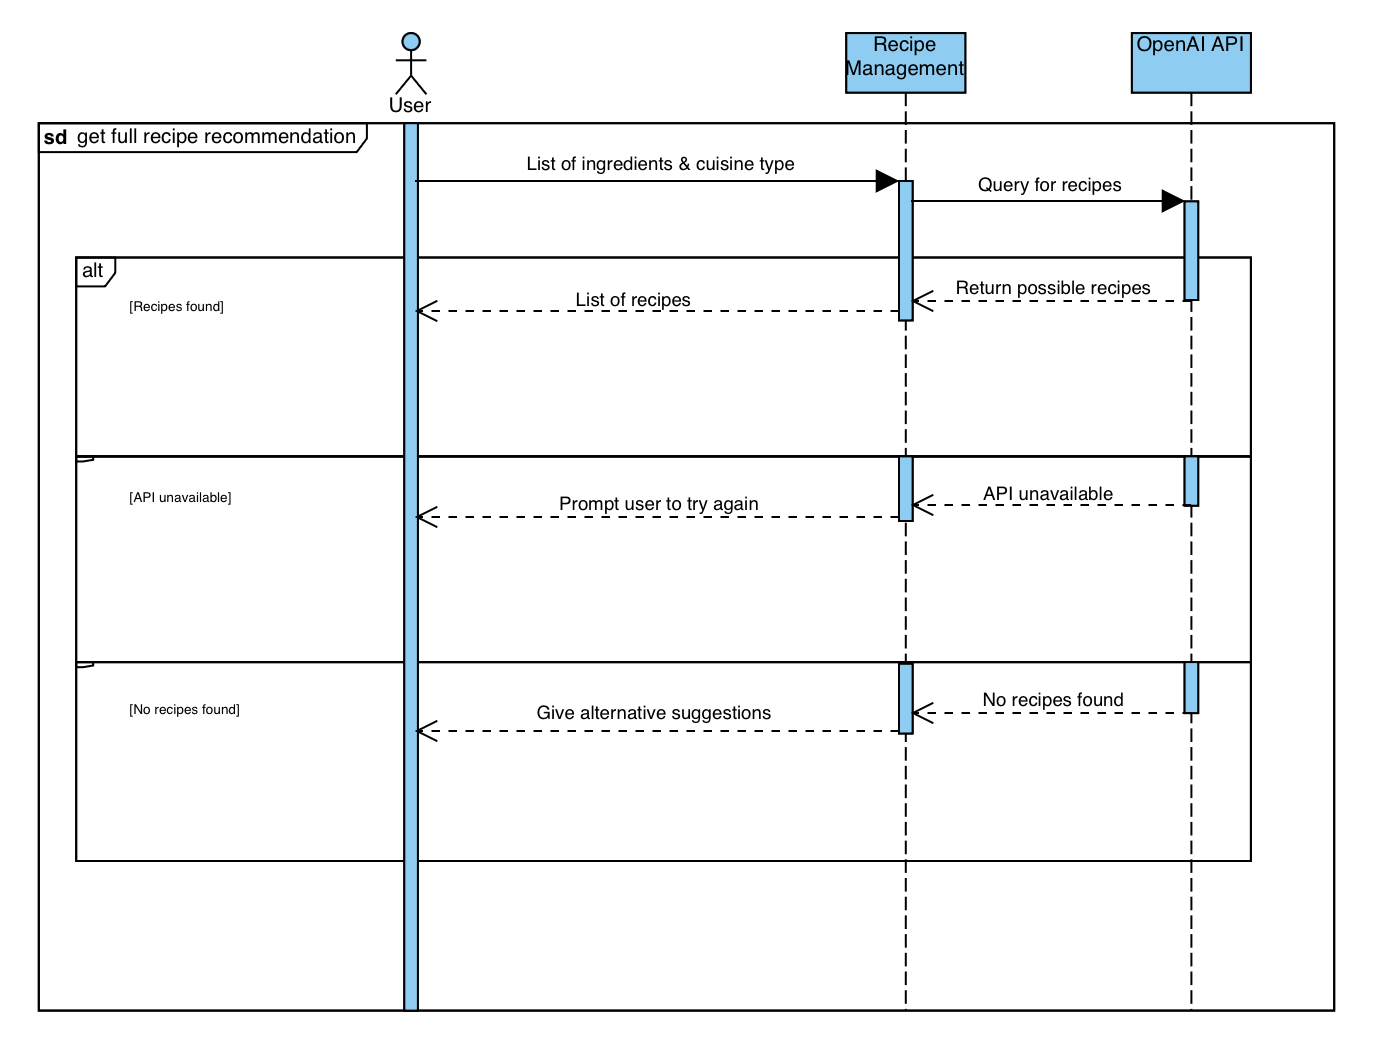 User
Recipe
Management
OpenAI API
sd get full recipe recommendation
List of ingredients & cuisine type
Query for recipes
alt
[Recipes found]
List of recipes
Return possible recipes
[API unavailable]
Prompt user to try again
API unavailable
[No recipes found]
Give alternative suggestions
No recipes found